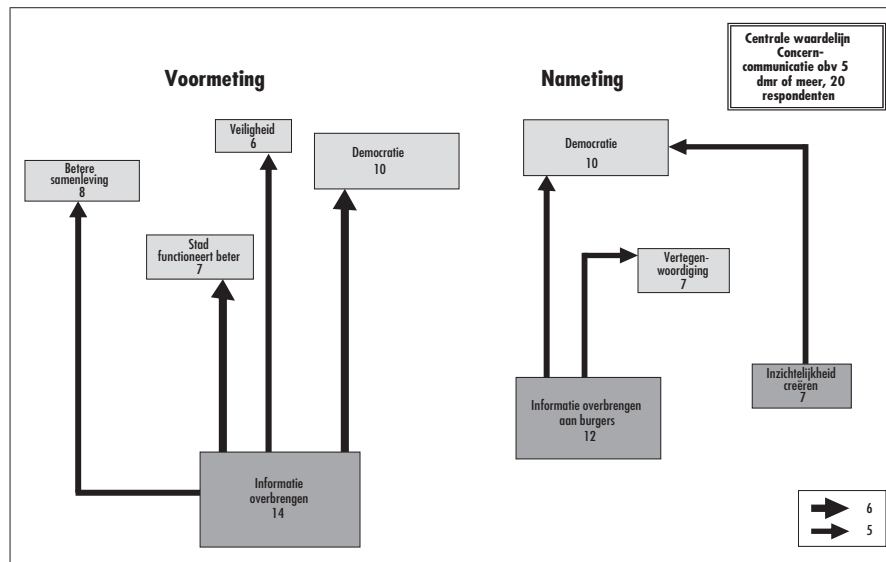 Centrale waardelijn
Concern-
communicatie obv 5
dmr of meer, 20
respondenten
Voormeting
Nameting
Veiligheid
6
Democratie
10
Betere
samenleving
8
Stad
functioneert beter
7
Informatie
overbrengen
14
Democratie
10
Vertegen-
woordiging
7
Informatie overbrengen
aan burgers
12
Inzichtelijkheid
creëren
7
6
5